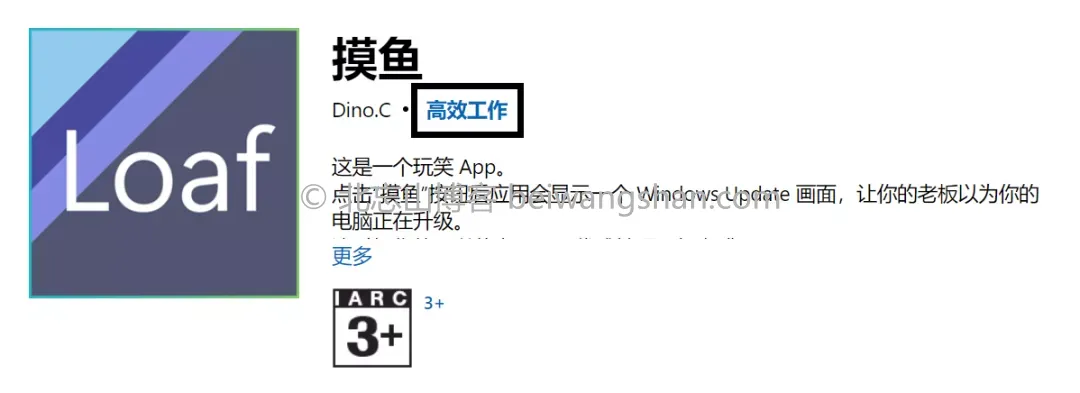 摸鱼
Loaf
Dino.C • 高效工作
这是一个玩笑 App。
点击“摸鱼”按钮后应用会显示一个 Windows Update 画面，让你的老板以为你的
电脑正在升级。
更多
IARC
3+
3+
© 北忘山博客 beiwangshan.com